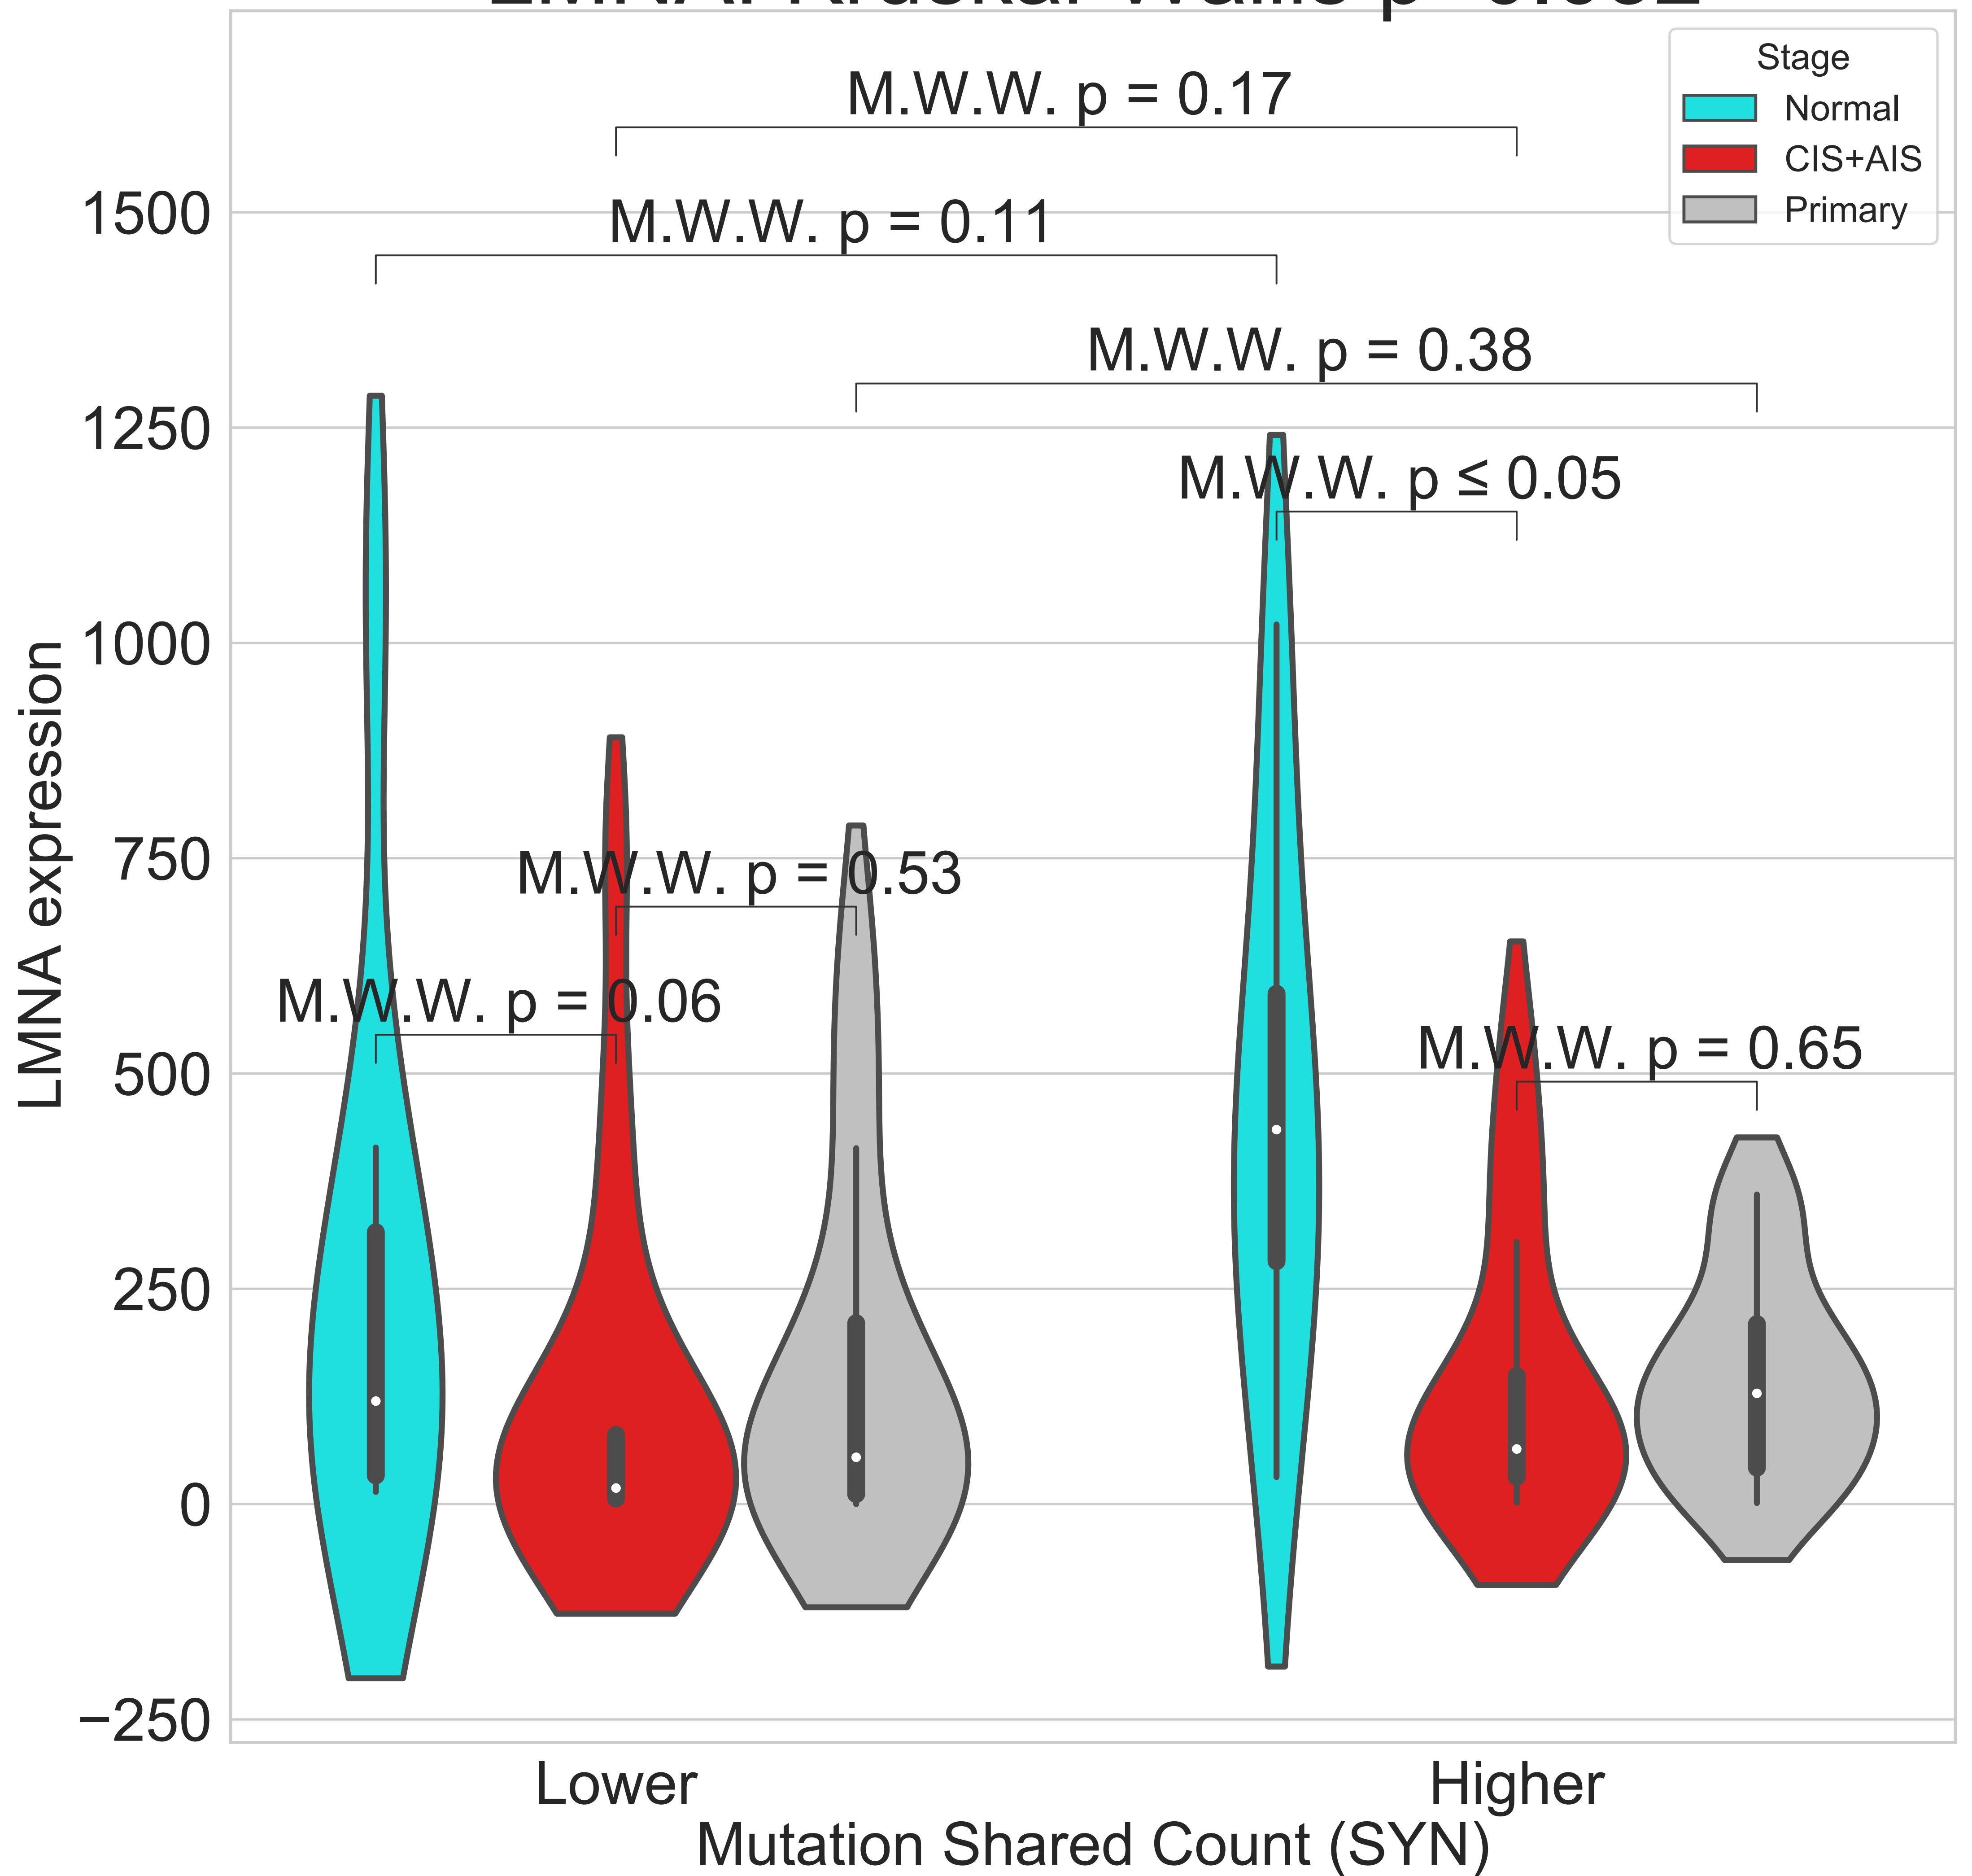 M.W.W. p = 0.17
Stage
Normal
CIS+AIS
Primary
1500
M.W.W. p = 0.11
M.W.W. p = 0.38
1250
M.W.W. p ≤ 0.05
1000
750
M.W.W. p = 0.53
M.W.W. p = 0.06
M.W.W. p = 0.65
500
250
0
−250
LMNA expression
Lower
Higher
Mutation Shared Count (SYN)